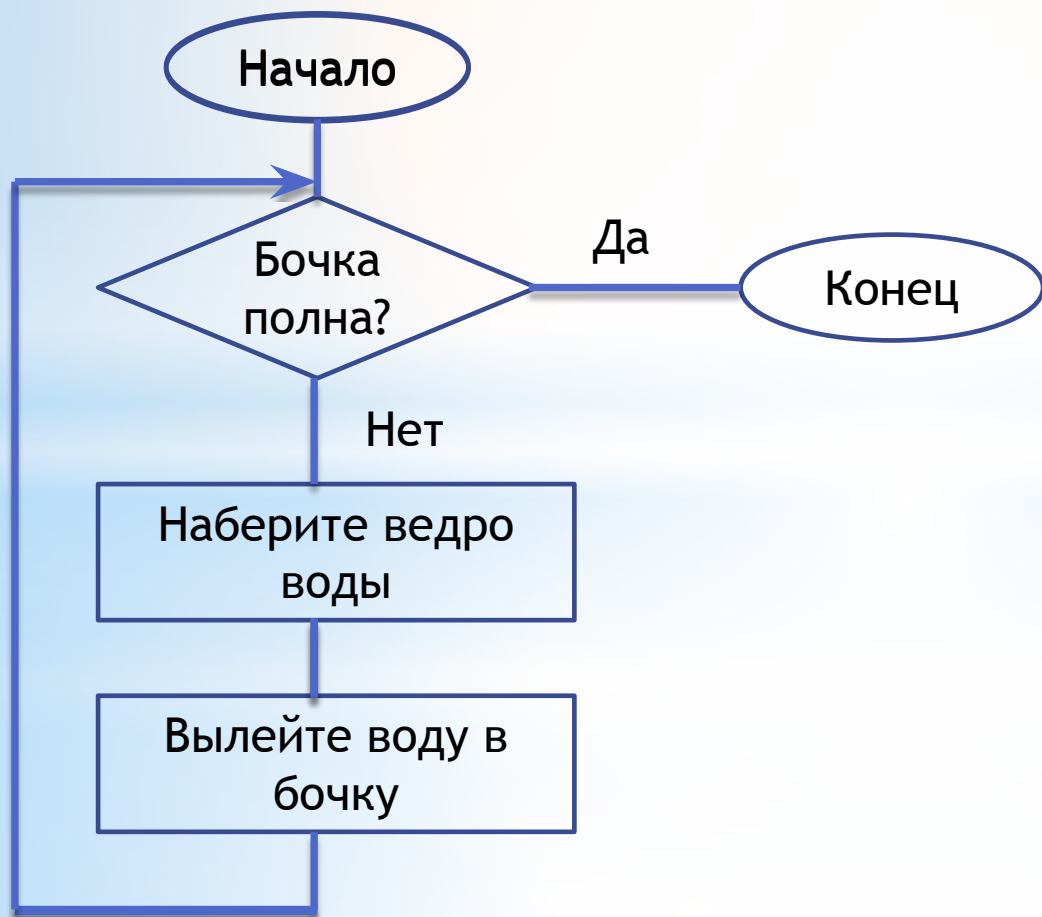 Начало
Бочка
полна?
Да
Конец
Нет
Наберите ведро
воды
Вылейте воду в
бочку